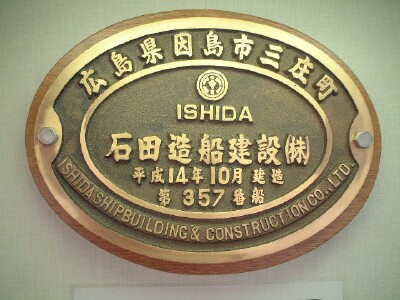 広島県因島市三庄町
ISHIDA
石田造船建設㈱
平成14年10月建造
第357番船
ISHIDA SHIPBUILDING & CONSTRUCTION CO., LTD.